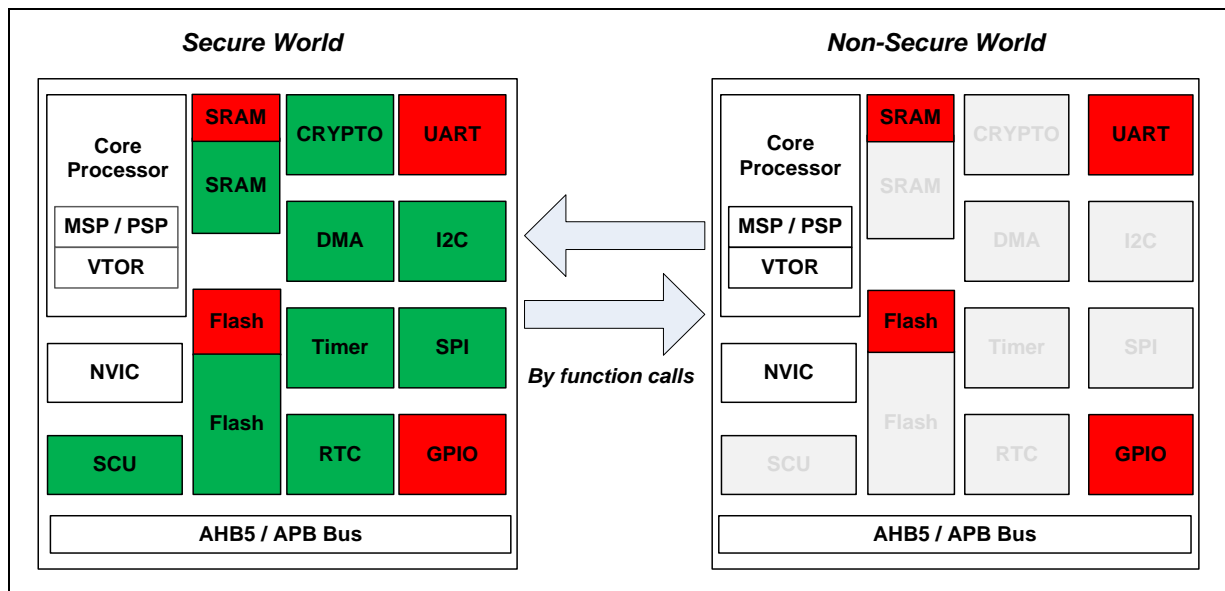 Secure World
Core
Processor
MSP / PSP
VTOR
NVIC
SCU
SRAM
SRAM
Flash
Flash
CRYPTO
UART
DMA
I2C
Timer
SPI
RTC
GPIO
AHB5 / APB Bus
By function calls
Non-Secure World
Core
Processor
MSP / PSP
VTOR
NVIC
SCU
SRAM
SRAM
Flash
Flash
CRYPTO
UART
DMA
I2C
Timer
SPI
RTC
GPIO
AHB5 / APB Bus